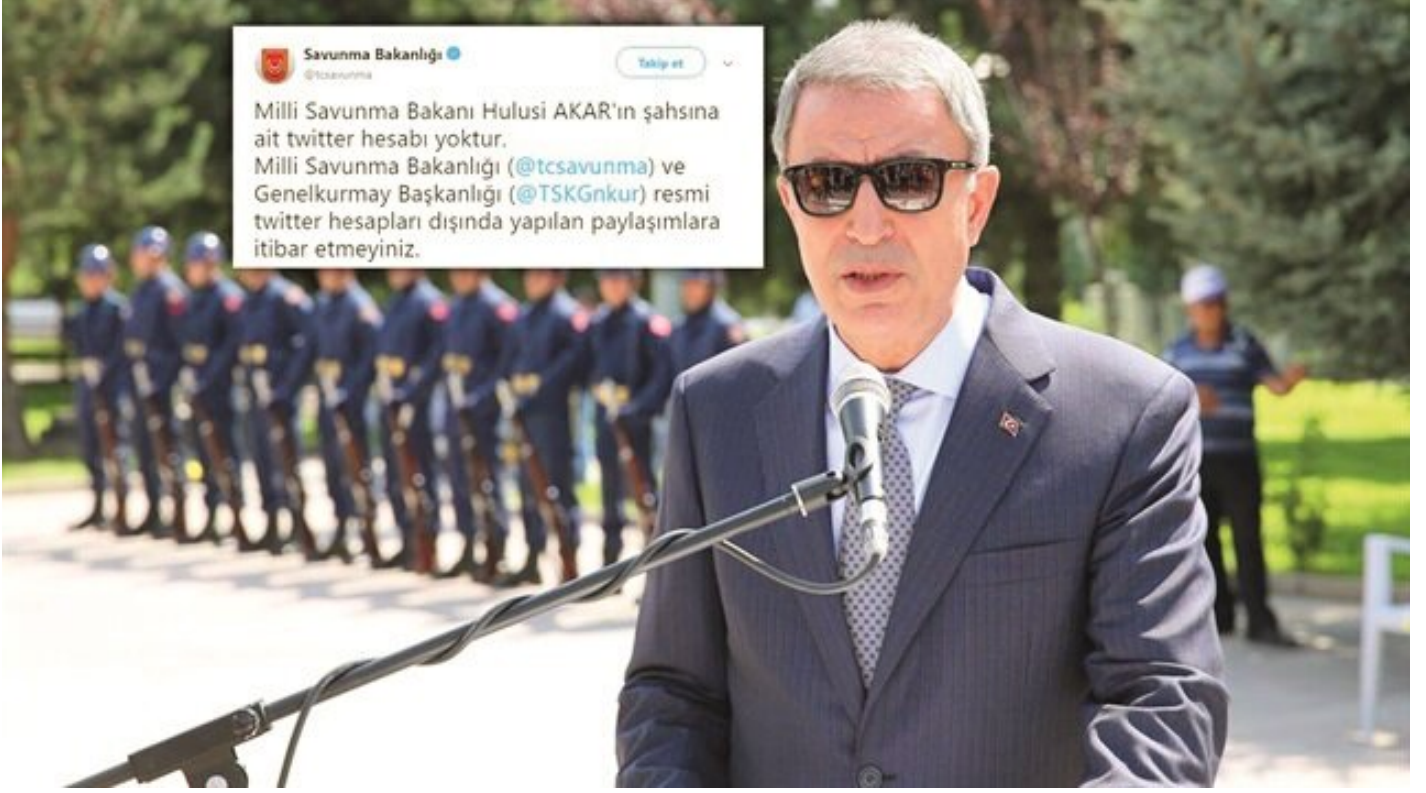 Savunma Bakanlığı
@tcsavunma
Takip et
Milli Savunma Bakanı Hulusi AKAR'ın şahsına
ait twitter hesabı yoktur.
Milli Savunma Bakanlığı (@tcsavunma) ve
Genelkurmay Başkanlığı (@TSKGnkur) resmi
twitter hesapları dışında yapılan paylaşımlara
itibar etmeyiniz.